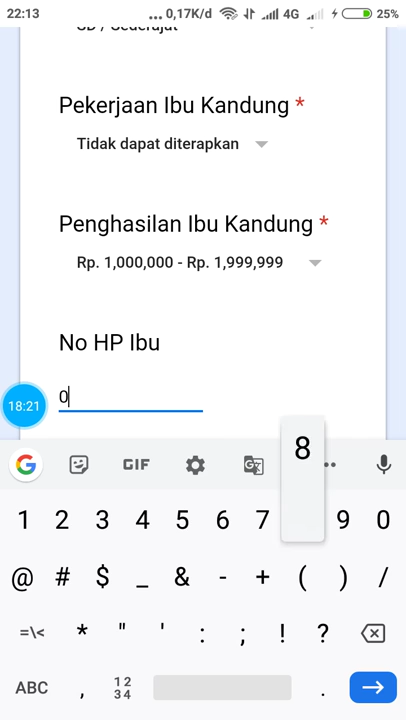 22:13 ... 0,17K/d 4G 25%
SD / Sederajat
Pekerjaan Ibu Kandung *
Tidak dapat diterapkan
Penghasilan Ibu Kandung *
Rp. 1,000,000 - Rp. 1,999,999
No HP Ibu
0
18:21
8
G GIF
1 2 3 4 5 6 7 9 0
@ # $ _ & - + ( ) /
=\< * " ' : ; ! ?
ABC , 12 34 .